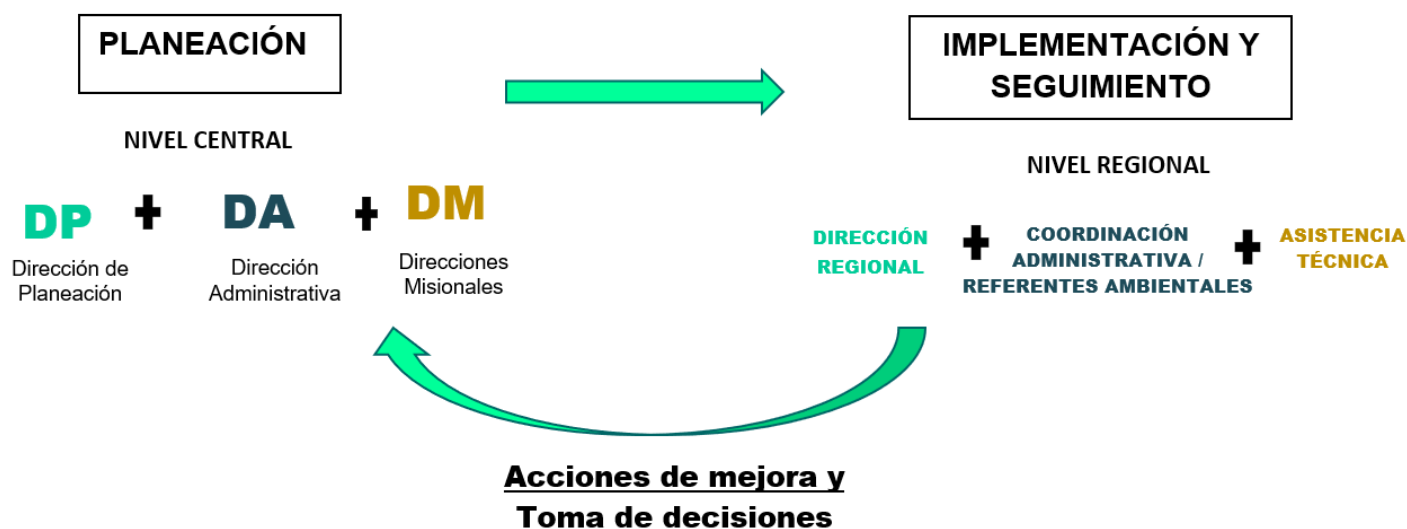 PLANEACIÓN
NIVEL CENTRAL
DP
Dirección de
Planeación
DA
Dirección
Administrativa
DM
Direcciones
Misionales
IMPLEMENTACIÓN Y
SEGUIMIENTO
NIVEL REGIONAL
DIRECCIÓN
REGIONAL
COORDINACIÓN
ADMINISTRATIVA /
REFERENTES AMBIENTALES
ASISTENCIA
TÉCNICA
Acciones de mejora y
Toma de decisiones